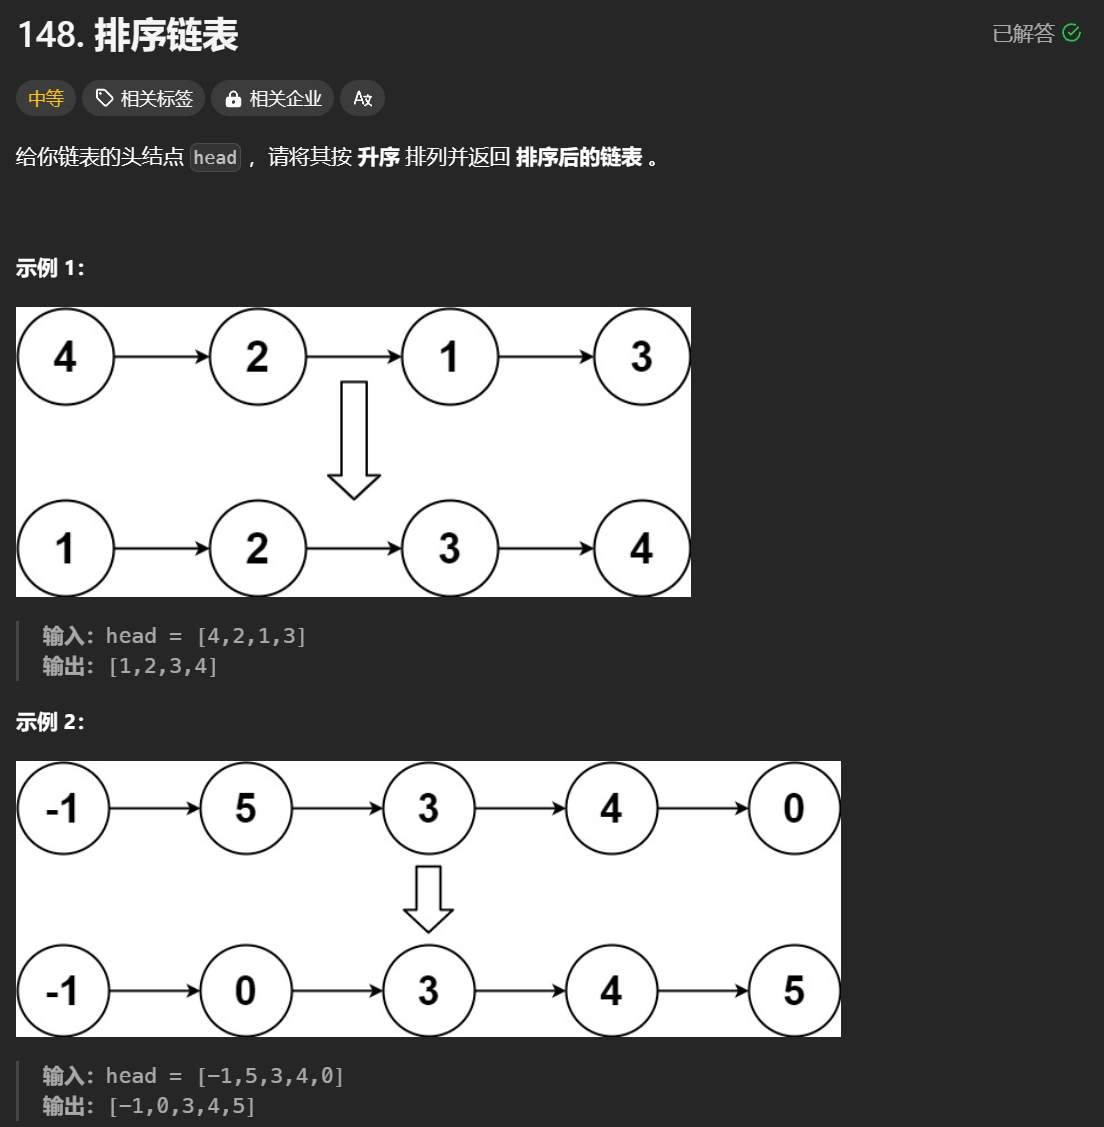 148. 排序链表
已解答
中等 相关标签 相关企业
给你链表的头结点 head ，请将其按 升序 排列并返回 排序后的链表 。
示例 1：
4 2 1 3
1 2 3 4
输入：head = [4,2,1,3]
输出：[1,2,3,4]
示例 2：
-1 5 3 4 0
-1 0 3 4 5
输入：head = [-1,5,3,4,0]
输出：[-1,0,3,4,5]